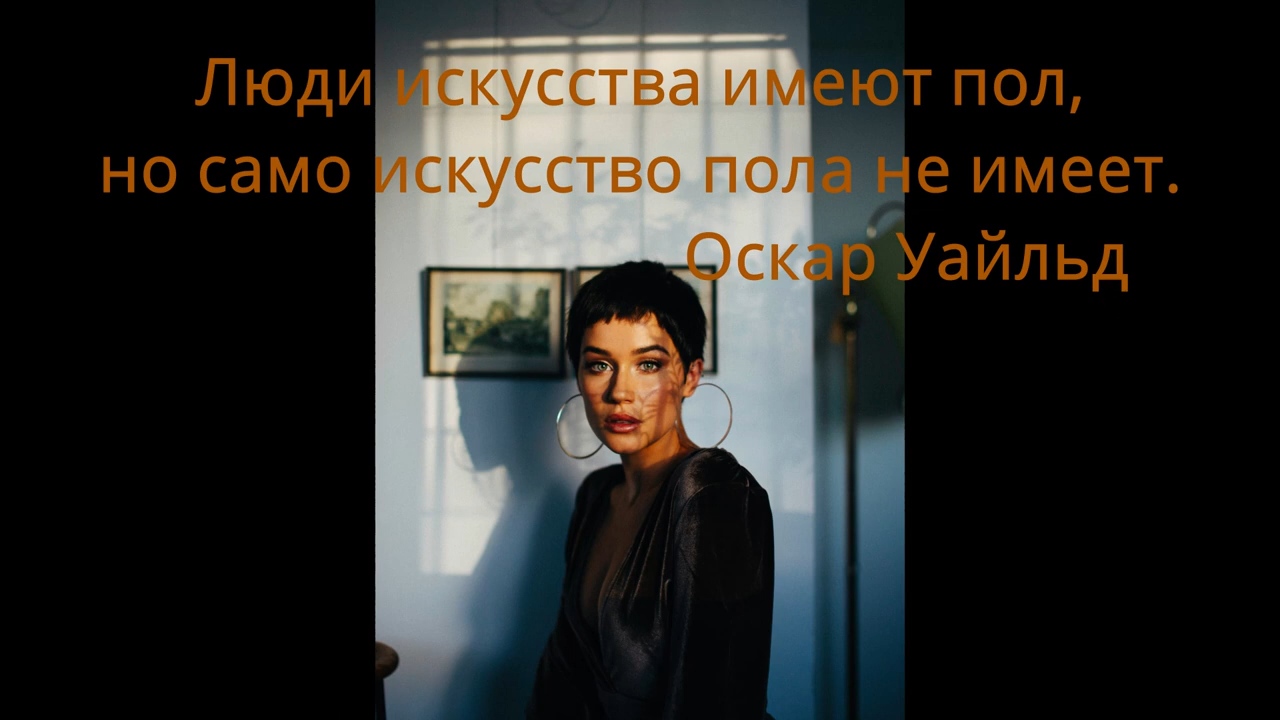 Люди искусства имеют пол,
но само искусство пола не имеет.
Оскар Уайльд